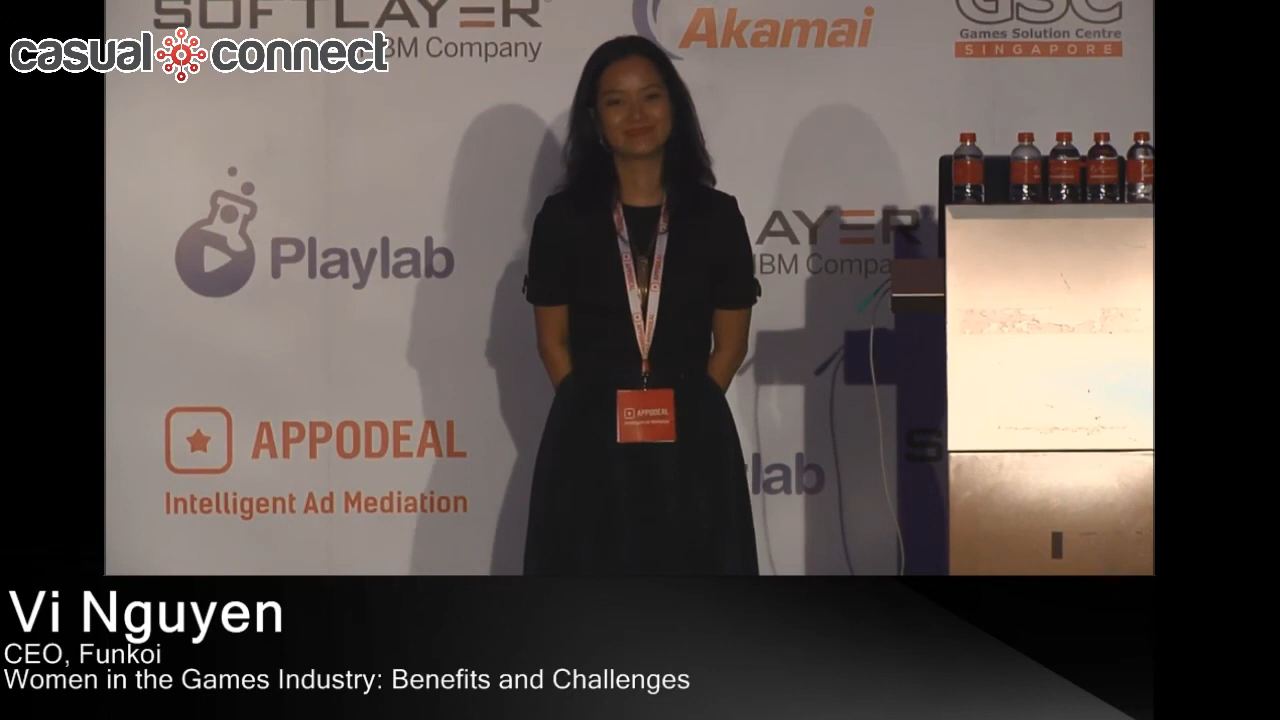 SOFTLAYER
IBM Company
Akamai
GSC
Games Solution Centre
SINGAPORE
casual connect
Playlab
AYER
IBM Compa
APPODEAL
Intelligent Ad Mediation
APPODEAL
lab
S
Vi Nguyen
CEO, Funkoi
Women in the Games Industry: Benefits and Challenges